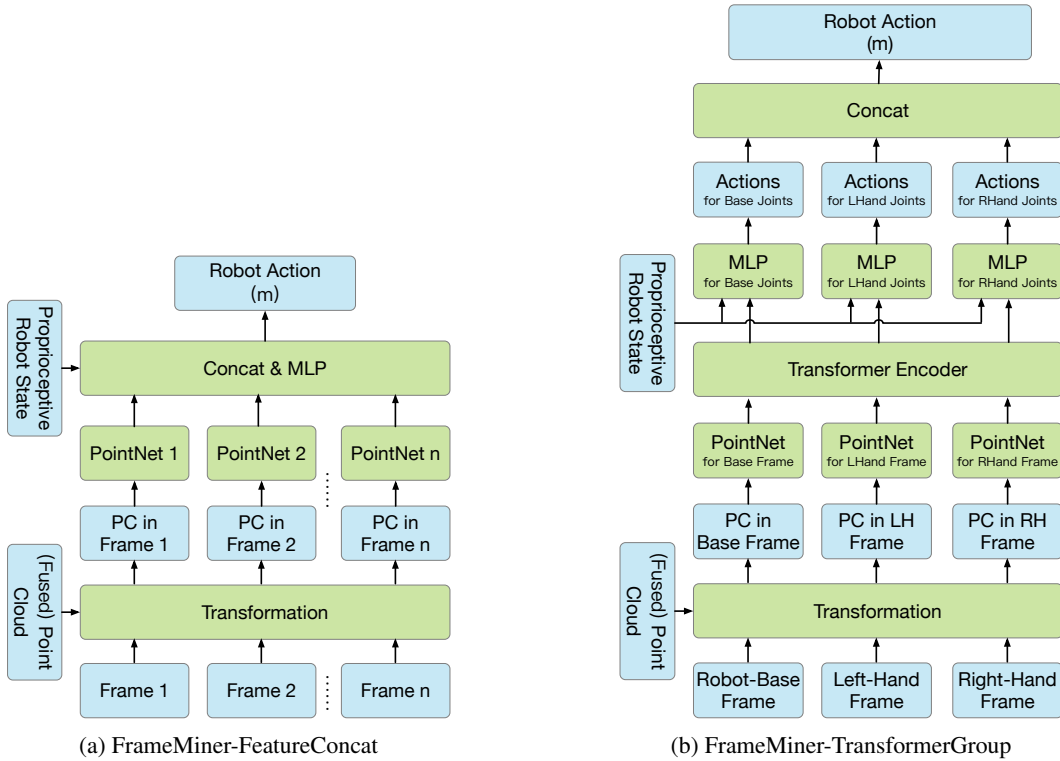 Robot Action
(m)
Proprioceptive
Robot State
Concat & MLP
PointNet 1
PointNet 2
PointNet n
PC in
Frame 1
PC in
Frame 2
PC in
Frame n
(Fused) Point
Cloud
Transformation
Frame 1
Frame 2
Frame n
(a) FrameMiner-FeatureConcat
Robot Action
(m)
Concat
Actions
for Base Joints
Actions
for LHand Joints
Actions
for RHand Joints
Proprioceptive
Robot State
MLP
for Base Joints
MLP
for LHand Joints
MLP
for RHand Joints
Transformer Encoder
PointNet
for Base Frame
PointNet
for LHand Frame
PointNet
for RHand Frame
PC in
Base Frame
PC in LH
Frame
PC in RH
Frame
(Fused) Point
Cloud
Transformation
Robot-Base
Frame
Left-Hand
Frame
Right-Hand
Frame
(b) FrameMiner-TransformerGroup